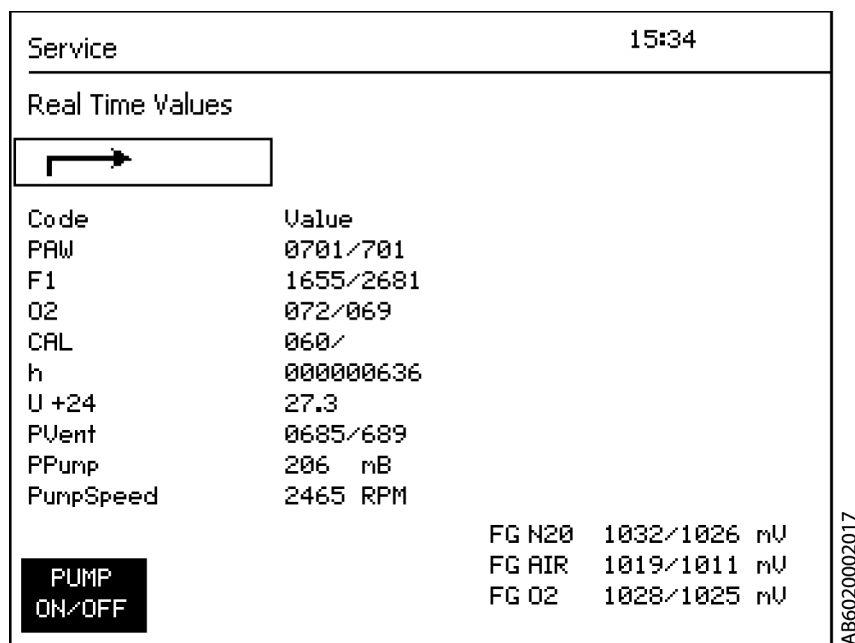 Service 15:34
Real Time Values
Code Value
PAW 0701/701
F1 1655/2681
O2 072/069
CAL 060/
h 000000636
U +24 27.3
PVent 0685/689
PPump 206 mB
PumpSpeed 2465 RPM
FG N20 1032/1026 mV
FG AIR 1019/1011 mV
FG O2 1028/1025 mV
PUMP
ON/OFF
AB6020002017